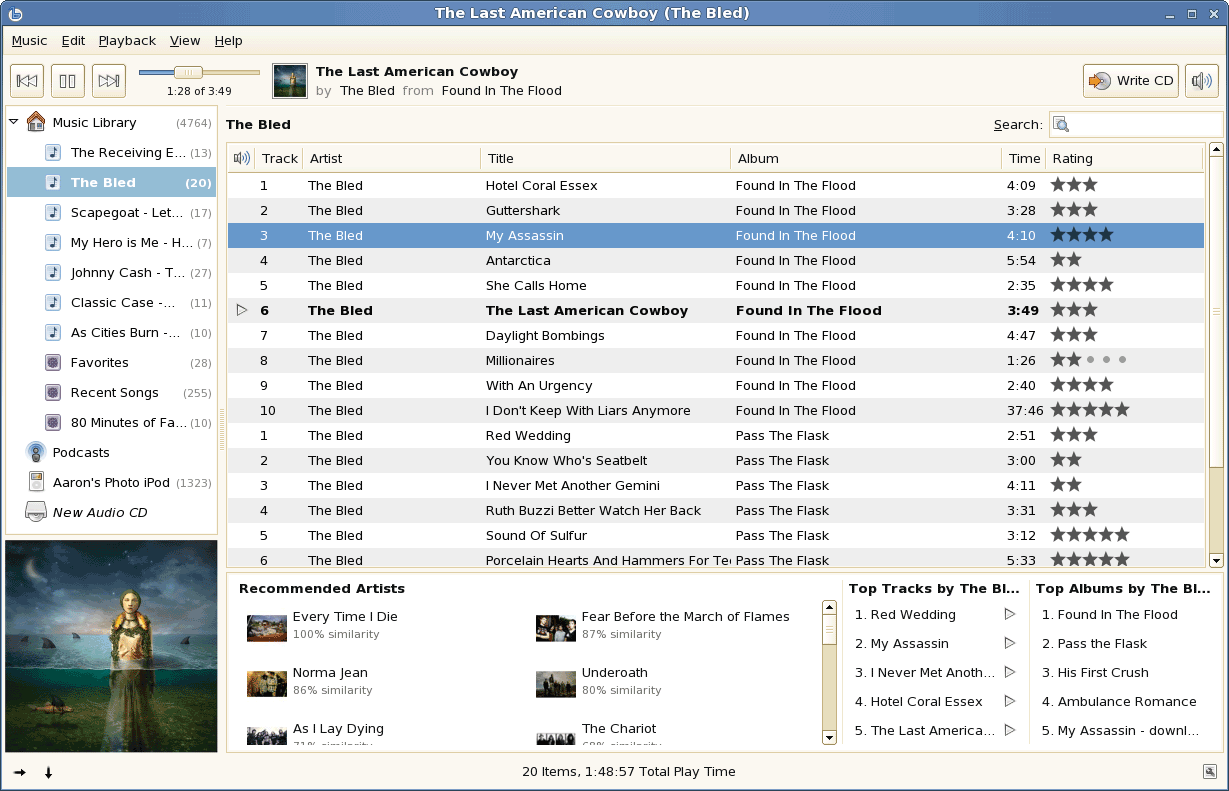 The Last American Cowboy (The Bled)
Music Edit Playback View Help
The Last American Cowboy
by The Bled from Found In The Flood
1:28 of 3:49
Write CD
Music Library (4764)
The Receiving E... (13)
The Bled (20)
Scapegoat - Let... (17)
My Hero is Me - H... (7)
Johnny Cash - T... (27)
Classic Case -... (11)
As Cities Burn -... (10)
Favorites (28)
Recent Songs (255)
80 Minutes of Fa... (10)
Podcasts
Aaron's Photo iPod (1323)
New Audio CD
The Bled
Search:
Track Artist Title Album Time Rating
1 The Bled Hotel Coral Essex Found In The Flood 4:09
2 The Bled Guttershark Found In The Flood 3:28
3 The Bled My Assassin Found In The Flood 4:10
4 The Bled Antarctica Found In The Flood 5:54
5 The Bled She Calls Home Found In The Flood 2:35
6 The Bled The Last American Cowboy Found In The Flood 3:49
7 The Bled Daylight Bombings Found In The Flood 4:47
8 The Bled Millionaires Found In The Flood 1:26
9 The Bled With An Urgency Found In The Flood 2:40
10 The Bled I Don't Keep With Liars Anymore Found In The Flood 37:46
1 The Bled Red Wedding Pass The Flask 2:51
2 The Bled You Know Who's Seatbelt Pass The Flask 3:00
3 The Bled I Never Met Another Gemini Pass The Flask 4:11
4 The Bled Ruth Buzzi Better Watch Her Back Pass The Flask 3:31
5 The Bled Sound Of Sulfur Pass The Flask 3:12
6 The Bled Porcelain Hearts And Hammers For Te Pass The Flask 5:33
Recommended Artists
Every Time I Die
100% similarity
Fear Before the March of Flames
87% similarity
Norma Jean
86% similarity
Underoath
80% similarity
As I Lay Dying
71% similarity
The Chariot
68% similarity
Top Tracks by The Bl...
1. Red Wedding
2. My Assassin
3. I Never Met Anoth...
4. Hotel Coral Essex
5. The Last America...
Top Albums by The Bl...
1. Found In The Flood
2. Pass the Flask
3. His First Crush
4. Ambulance Romance
5. My Assassin - downl...
20 Items, 1:48:57 Total Play Time